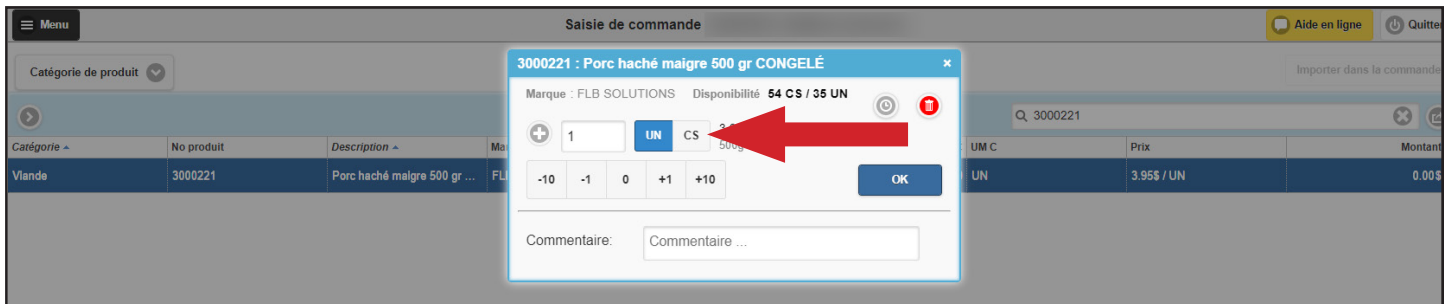 Menu
Saisie de commande
Aide en ligne
Quitter
Catégorie de produit
3000221 : Porc haché maigre 500 gr CONGELÉ
×
Importer dans la commande
Marque : FLB SOLUTIONS Disponibilité 54 CS / 35 UN
3000221
1
UN
CS
500g
Catégorie
No produit
Description
UM C
Prix
Montant
Viande
3000221
Porc haché maigre 500 gr ...
UN
3.95$ / UN
0.00$
-10 -1 0 +1 +10
OK
Commentaire:
Commentaire ...